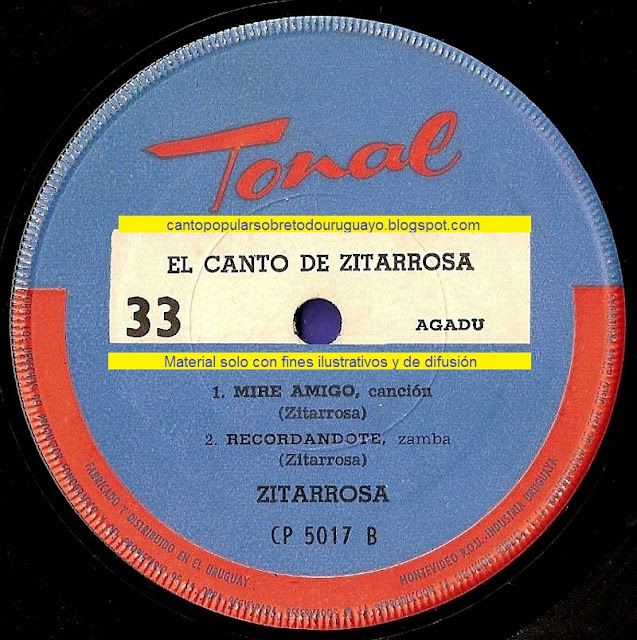 Tonal
cantopopularsobretodouruguayo.blogspot.com
EL CANTO DE ZITARROSA
33
AGADU
Material solo con fines ilustrativos y de difusión
1. MIRE AMIGO, canción
(Zitarrosa)
2. RECORDANDOTE, zamba
(Zitarrosa)
ZITARROSA
CP 5017 B
FABRICADO Y DISTRIBUIDO EN EL URUGUAY
MONTEVIDEO R.O.U. INDUSTRIA URUGUAYA